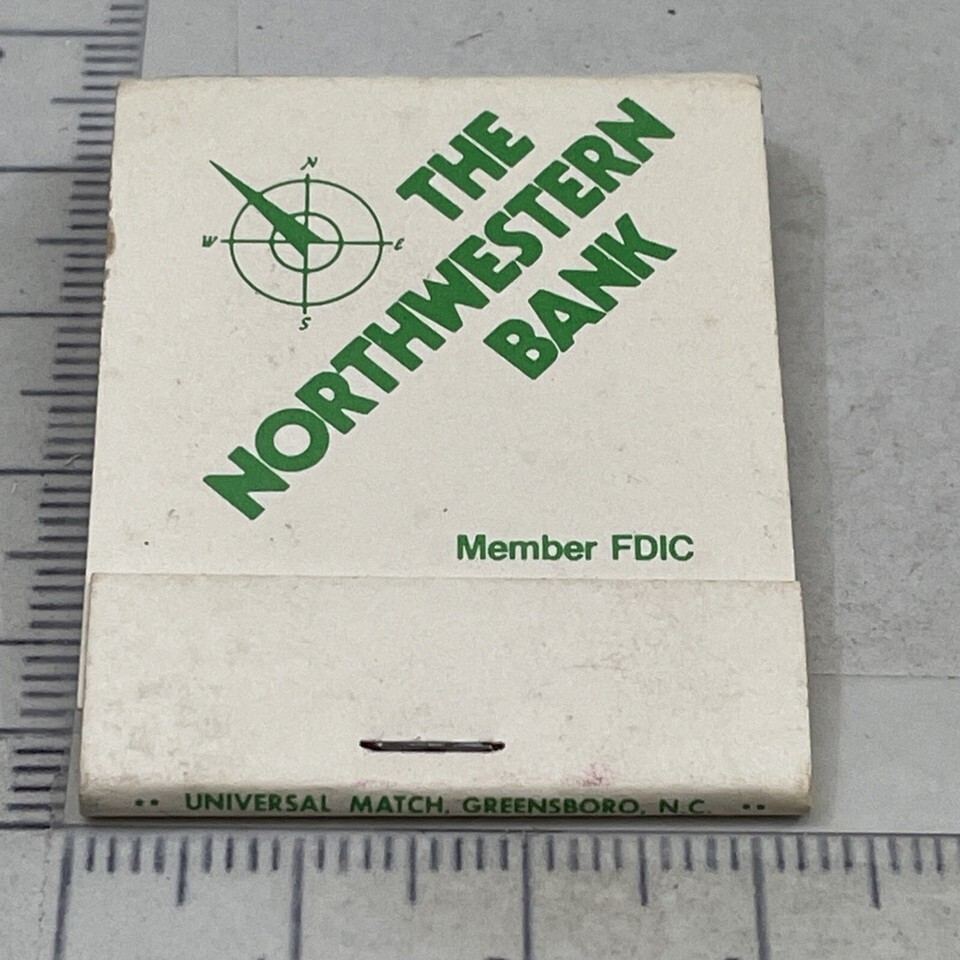 N
W E
S
THE
NORTHWESTERN
BANK
Member FDIC
•• UNIVERSAL MATCH, GREENSBORO, N.C. ••